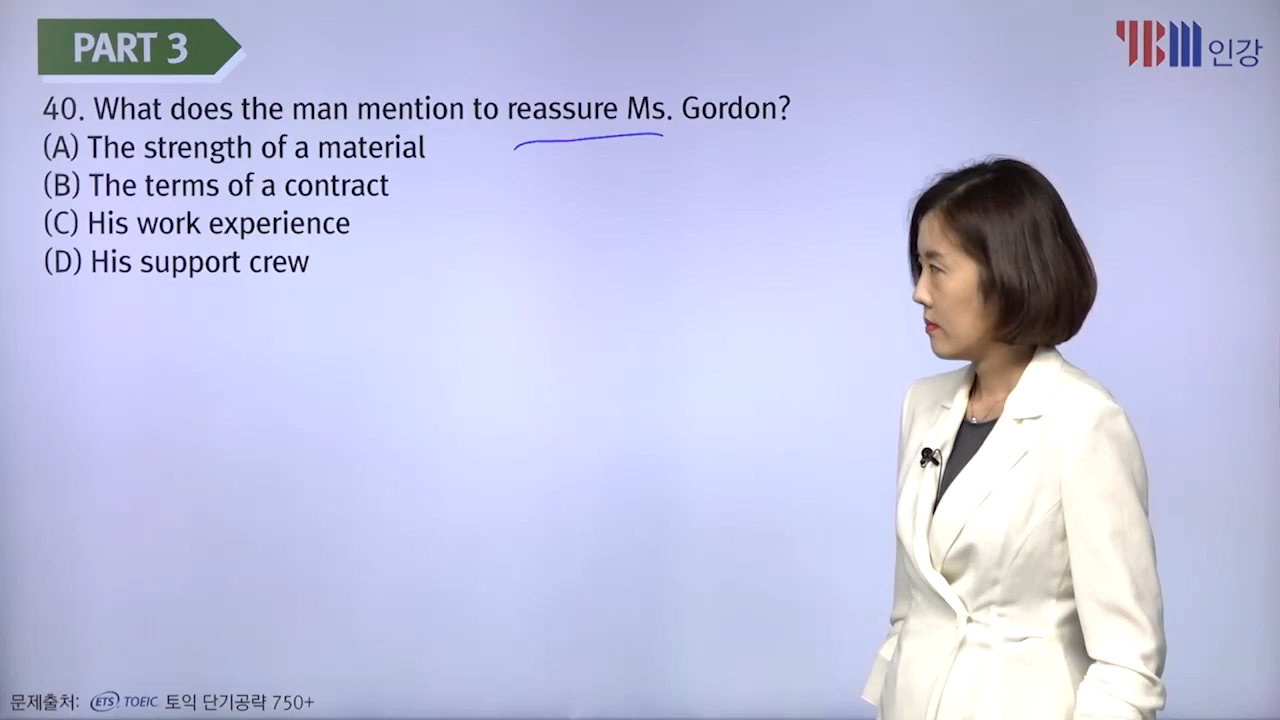 PART 3
YBM 인강
40. What does the man mention to reassure Ms. Gordon?
(A) The strength of a material
(B) The terms of a contract
(C) His work experience
(D) His support crew
문제출처: ETS TOEIC 토익 단기공략 750+